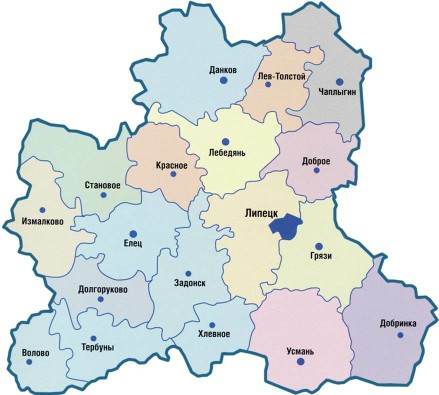 Данков
Лев-Толстой
Чаплыгин
Лебедянь
Красное
Доброе
Становое
Измалково
Липецк
Елец
Грязи
Задонск
Долгоруково
Хлевное
Добринка
Тербуны
Волово
Усмань